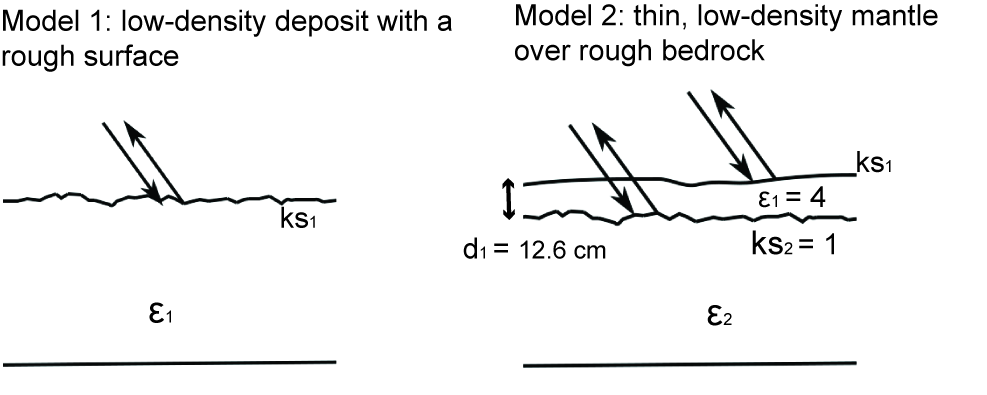 Model 1: low-density deposit with a
rough surface
ks₁
ε₁
Model 2: thin, low-density mantle
over rough bedrock
ks₁
ε₁ = 4
d₁ = 12.6 cm
ks₂ = 1
ε₂